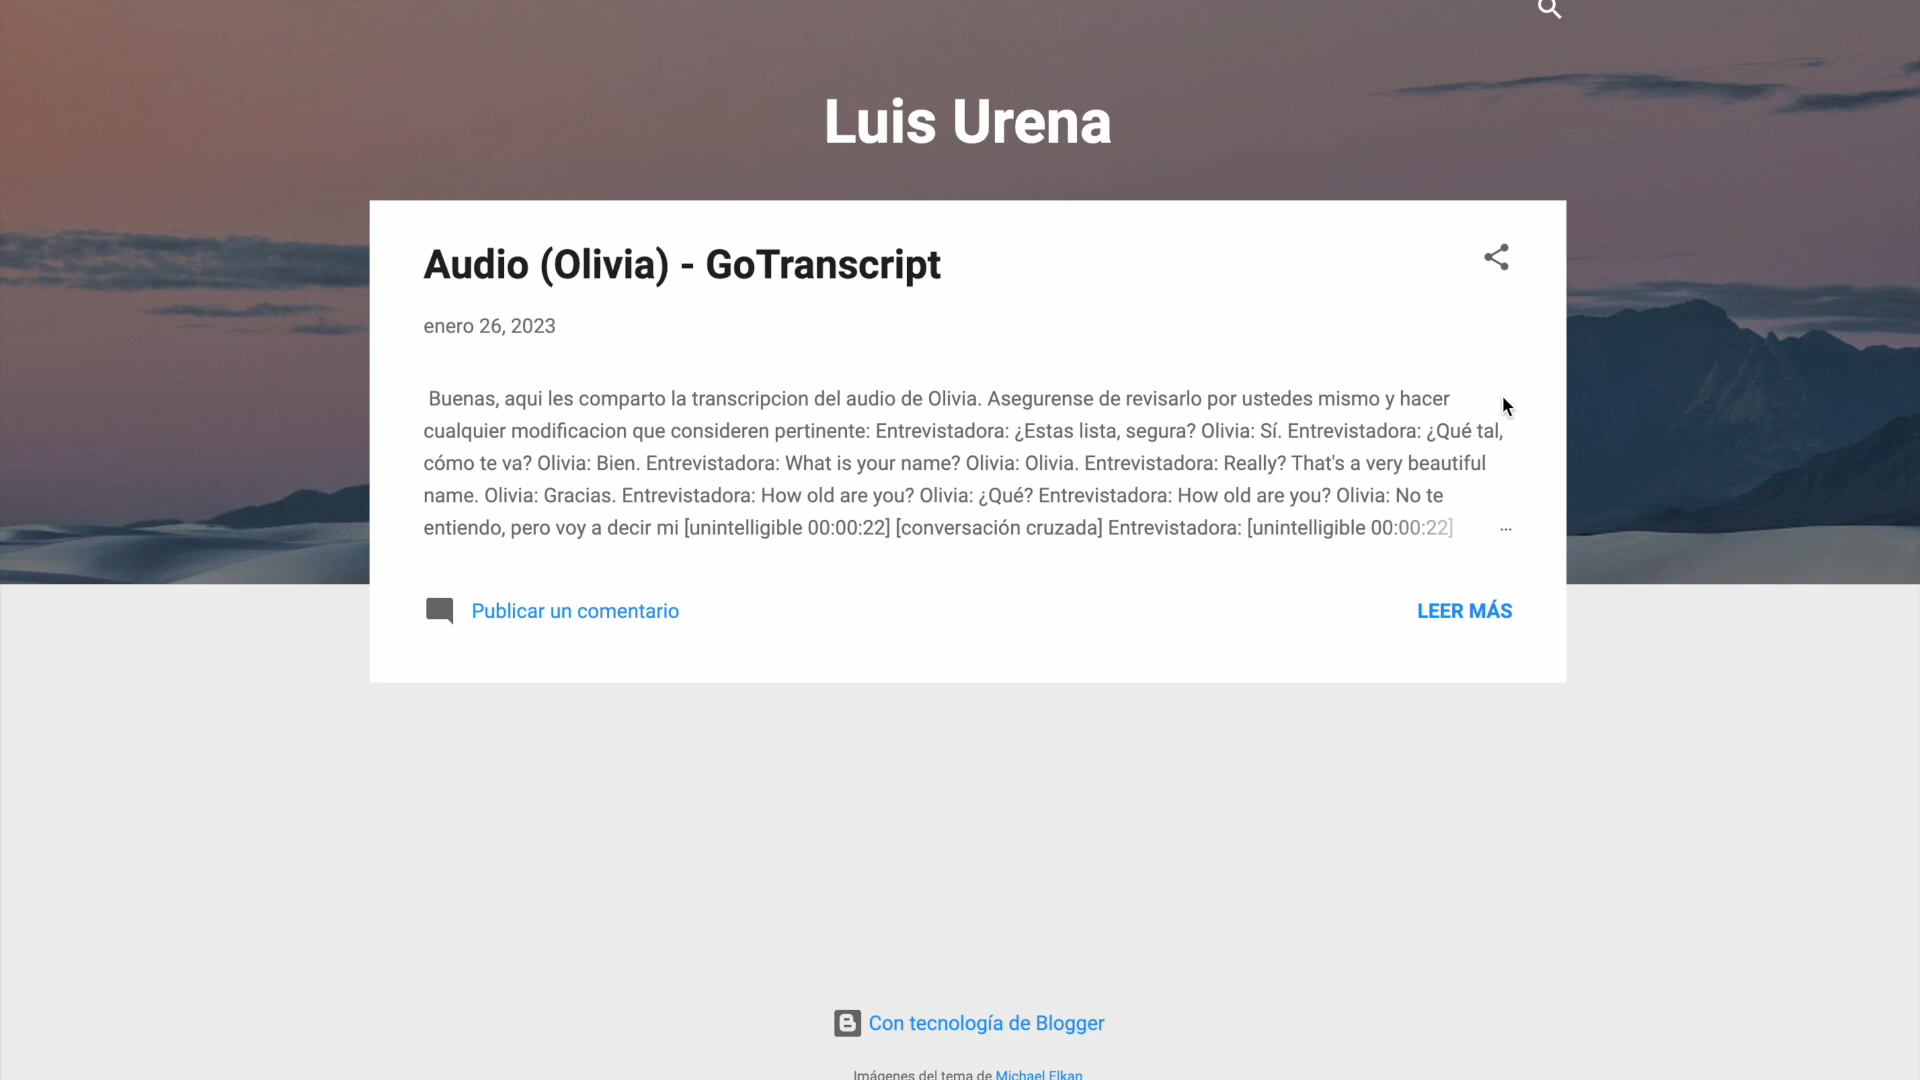 Luis Urena
Audio (Olivia) - GoTranscript
enero 26, 2023
Buenas, aqui les comparto la transcripcion del audio de Olivia. Asegurense de revisarlo por ustedes mismo y hacer
cualquier modificacion que consideren pertinente: Entrevistadora: ¿Estas lista, segura? Olivia: Sí. Entrevistadora: ¿Qué tal,
cómo te va? Olivia: Bien. Entrevistadora: What is your name? Olivia: Olivia. Entrevistadora: Really? That's a very beautiful
name. Olivia: Gracias. Entrevistadora: How old are you? Olivia: ¿Qué? Entrevistadora: How old are you? Olivia: No te
entiendo, pero voy a decir mi [unintelligible 00:00:22] [conversación cruzada] Entrevistadora: [unintelligible 00:00:22] ...
Publicar un comentario
LEER MÁS
Con tecnología de Blogger
Imágenes del tema de Michael Elkan